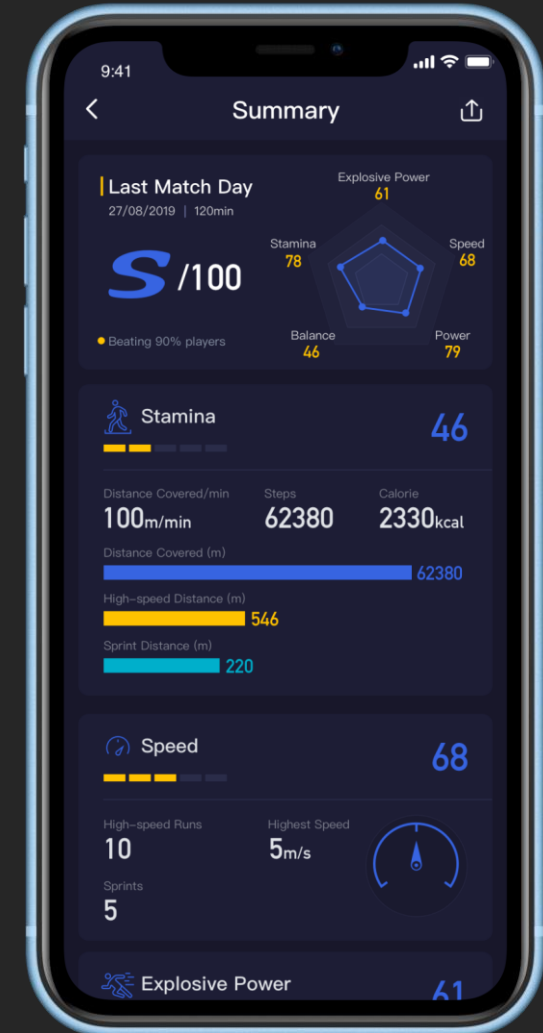 9:41
Summary
Last Match Day
27/08/2019 | 120min
S/100
Beating 90% players
Explosive Power
61
Stamina
78
Speed
68
Balance
46
Power
79
Stamina
46
Distance Covered/min
100m/min
Steps
62380
Calorie
2330kcal
Distance Covered (m)
62380
High-speed Distance (m)
546
Sprint Distance (m)
220
Speed
68
High-speed Runs
10
Highest Speed
5m/s
Sprints
5
Explosive Power
61